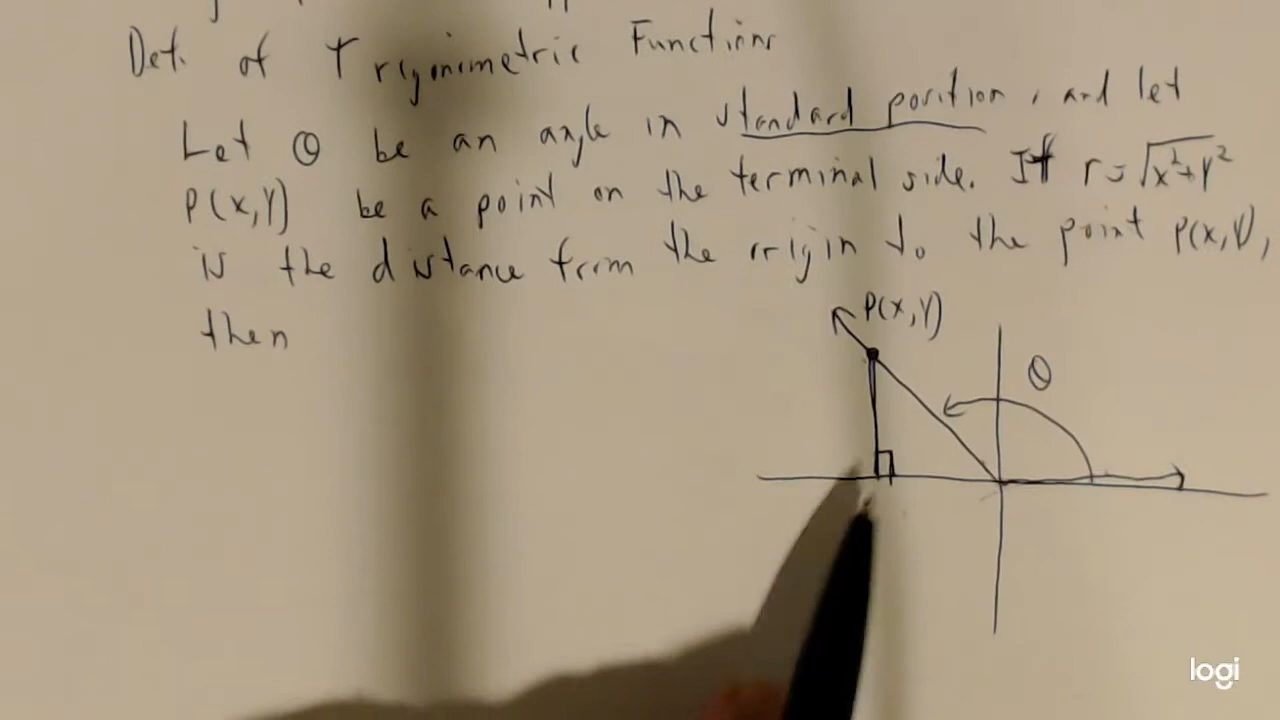 Def. of Trigonimetric Functions
Let θ be an angle in standard position, and let
P(x,y) be a point on the terminal side. If r = √x²+y²
is the distance from the origin to the point P(x,y),
then
P(x,y)
θ
logi